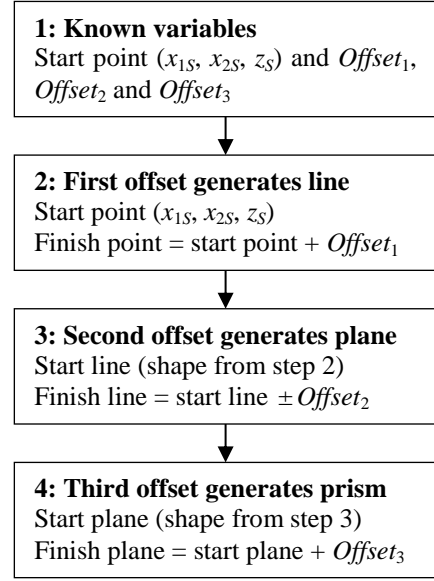 1: Known variables
Start point (x1S, x2S, zS) and Offset1,
Offset2 and Offset3
2: First offset generates line
Start point (x1S, x2S, zS)
Finish point = start point + Offset1
3: Second offset generates plane
Start line (shape from step 2)
Finish line = start line ± Offset2
4: Third offset generates prism
Start plane (shape from step 3)
Finish plane = start plane + Offset3